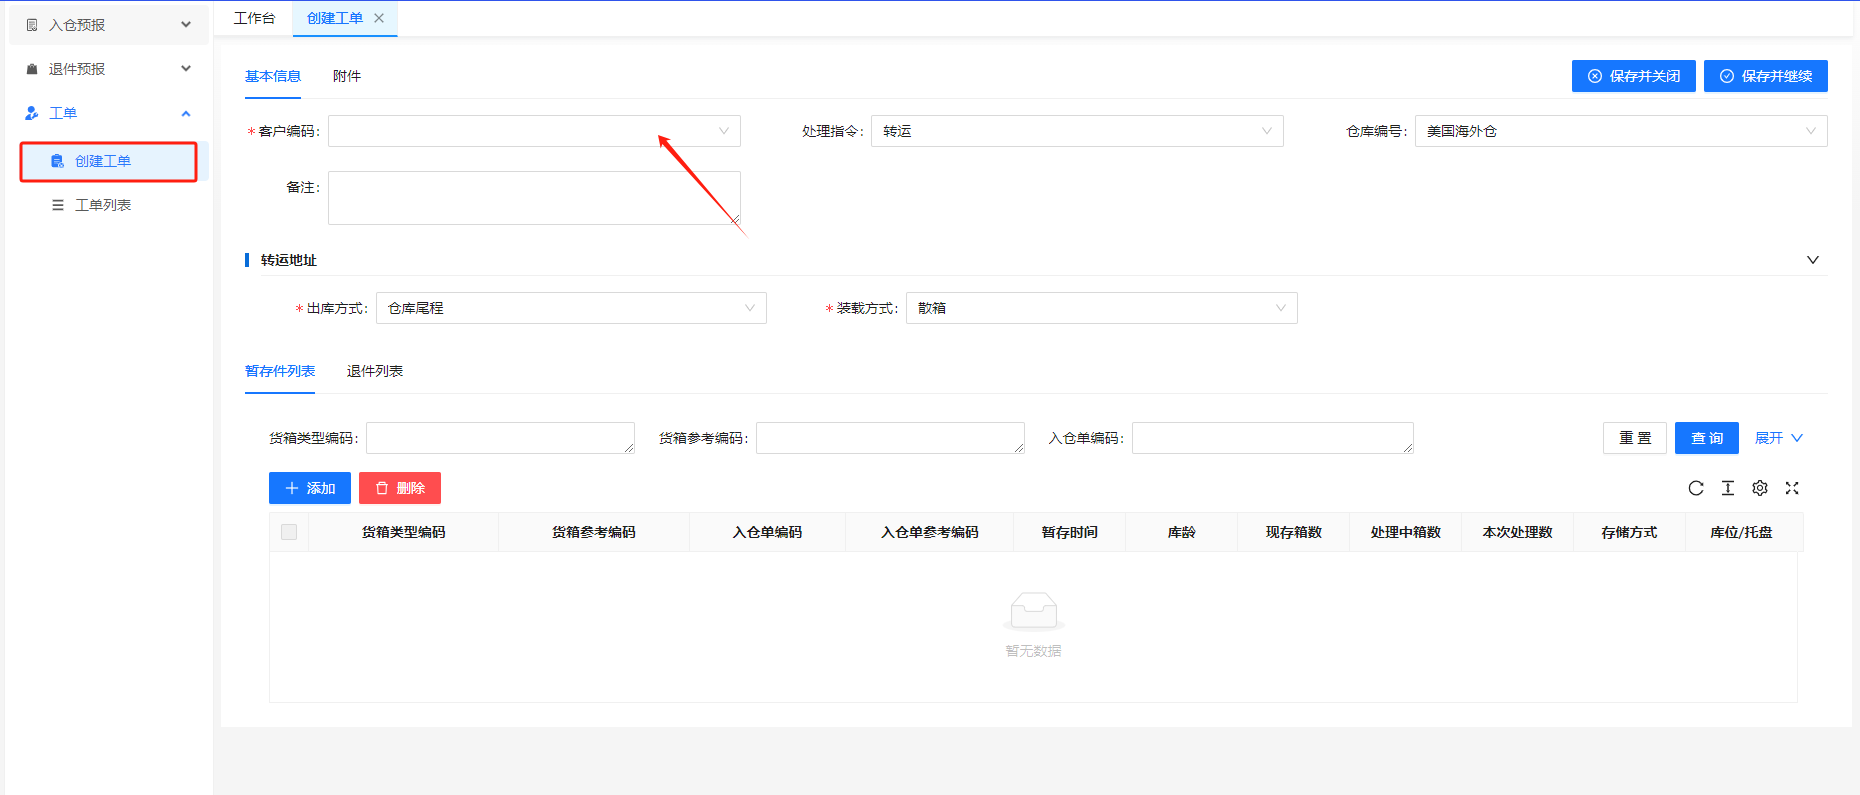 入仓预报
退件预报
工单
创建工单
工单列表
工作台 创建工单
基本信息 附件 保存并关闭 保存并继续
*客户编码: 处理指令: 转运 仓库编号: 美国海外仓
备注:
转运地址
*出库方式: 仓库尾程 *装载方式: 散箱
暂存件列表 退件列表
货箱类型编码: 货箱参考编码: 入仓单编码: 重 置 查 询 展开
添加 删除
货箱类型编码 货箱参考编码 入仓单编码 入仓单参考编码 暂存时间 库龄 现存箱数 处理中箱数 本次处理数 存储方式 库位/托盘
暂无数据